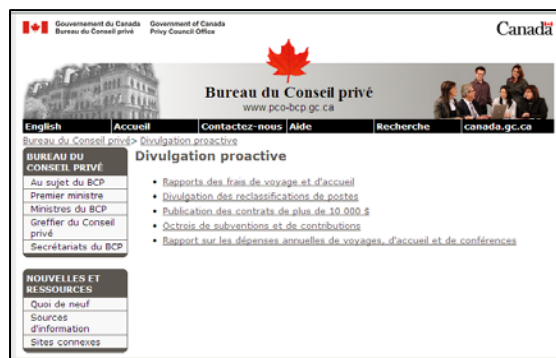 Gouvernement du Canada Government of Canada
Bureau du Conseil privé Privy Council Office
Canada
Bureau du Conseil privé
www.pco-bcp.gc.ca
English Accueil Contactez-nous Aide Recherche canada.gc.ca
Bureau du Conseil privé> Divulgation proactive
BUREAU DU
CONSEIL PRIVÉ
Au sujet du BCP
Premier ministre
Ministres du BCP
Greffier du Conseil
privé
Secrétariats du BCP
NOUVELLES ET
RESSOURCES
Quoi de neuf
Sources
d'information
Sites connexes
Divulgation proactive
• Rapports des frais de voyage et d'accueil
• Divulgation des reclassifications de postes
• Publication des contrats de plus de 10 000 $
• Octrois de subventions et de contributions
• Rapport sur les dépenses annuelles de voyages, d'accueil et de conférences